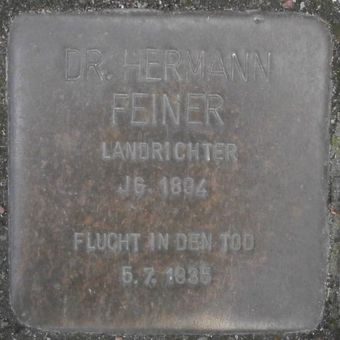 DR. HERMANN
FEINER
LANDRICHTER
JG. 1894
FLUCHT IN DEN TOD
5.7.1935